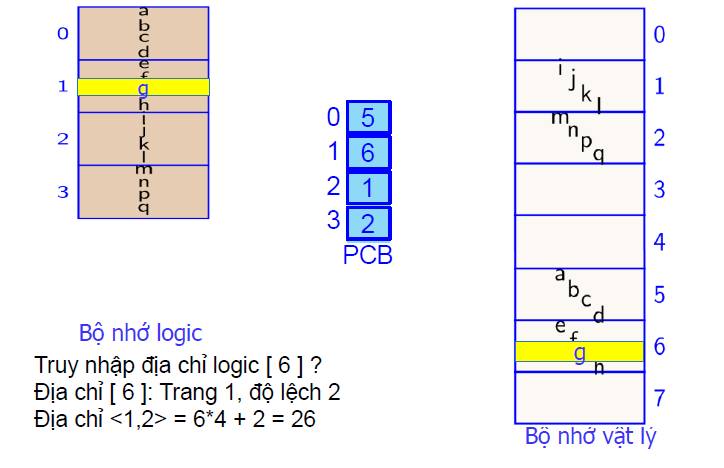 0
a
b
c
d
1
e
f
g
h
2
i
j
k
l
3
m
n
p
q
Bộ nhớ logic
0 5
1 6
2 1
3 2
PCB
0
i j k l 1
m n p q 2
3
4
a b c d 5
e f g h 6
7
Bộ nhớ vật lý
Truy nhập địa chỉ logic [ 6 ] ?
Địa chỉ [ 6 ]: Trang 1, độ lệch 2
Địa chỉ <1,2> = 6*4 + 2 = 26